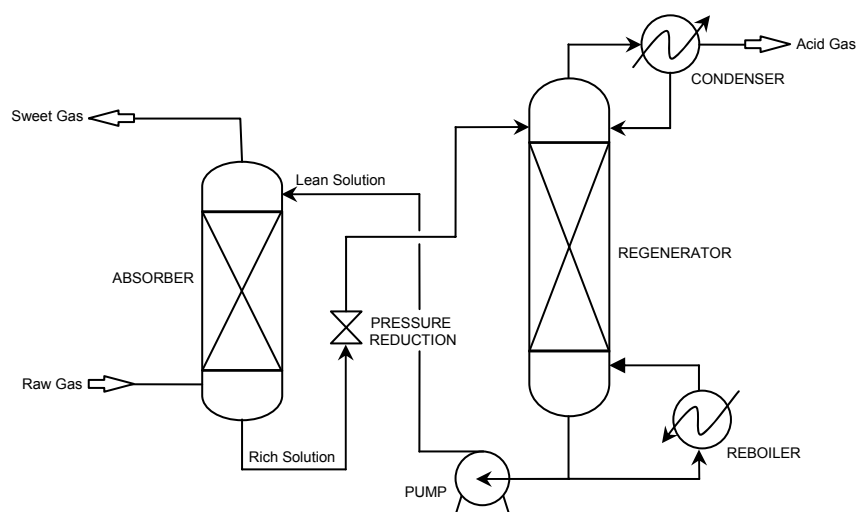 Acid Gas
CONDENSER
Sweet Gas
Lean Solution
ABSORBER
REGENERATOR
PRESSURE
REDUCTION
Raw Gas
Rich Solution
REBOILER
PUMP